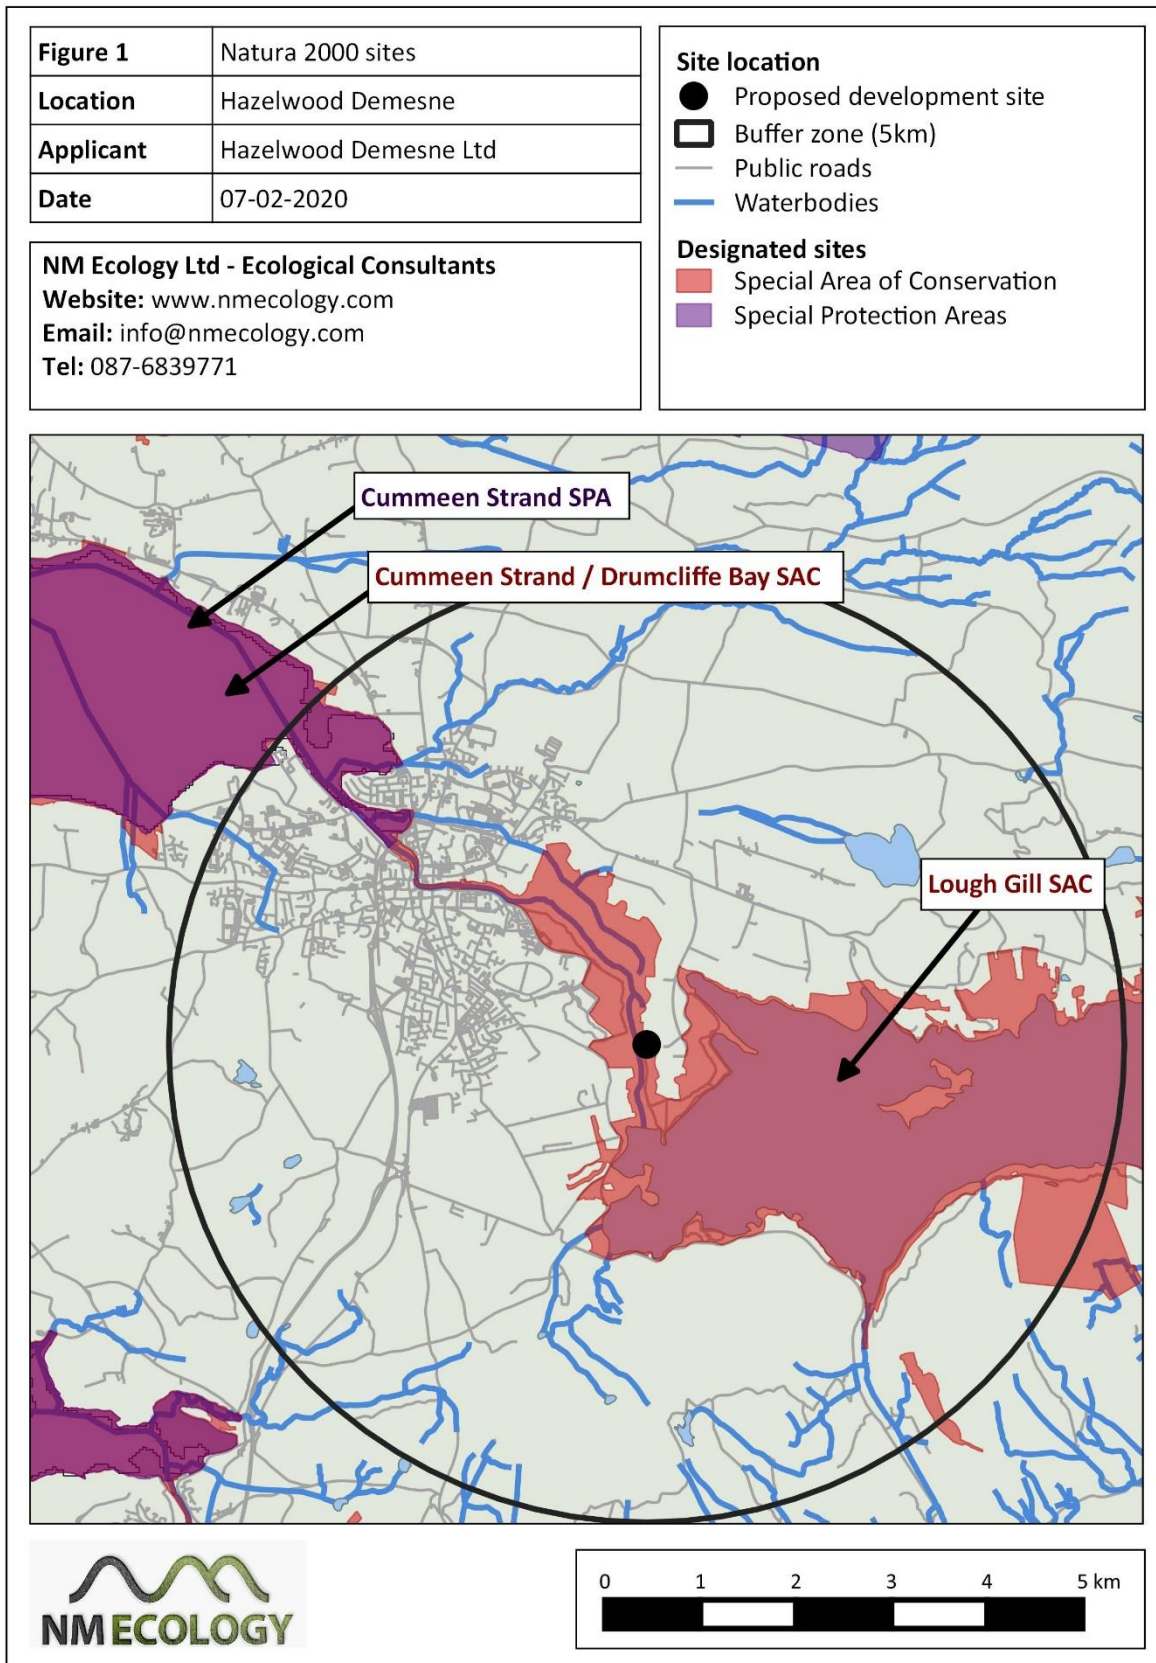 Figure 1 Natura 2000 sites
Location Hazelwood Demesne
Applicant Hazelwood Demesne Ltd
Date 07-02-2020
NM Ecology Ltd - Ecological Consultants
Website: www.nmecology.com
Email: info@nmecology.com
Tel: 087-6839771
Site location
Proposed development site
Buffer zone (5km)
Public roads
Waterbodies
Designated sites
Special Area of Conservation
Special Protection Areas
Cummeen Strand SPA
Cummeen Strand / Drumcliffe Bay SAC
Lough Gill SAC
NM ECOLOGY
0 1 2 3 4 5 km